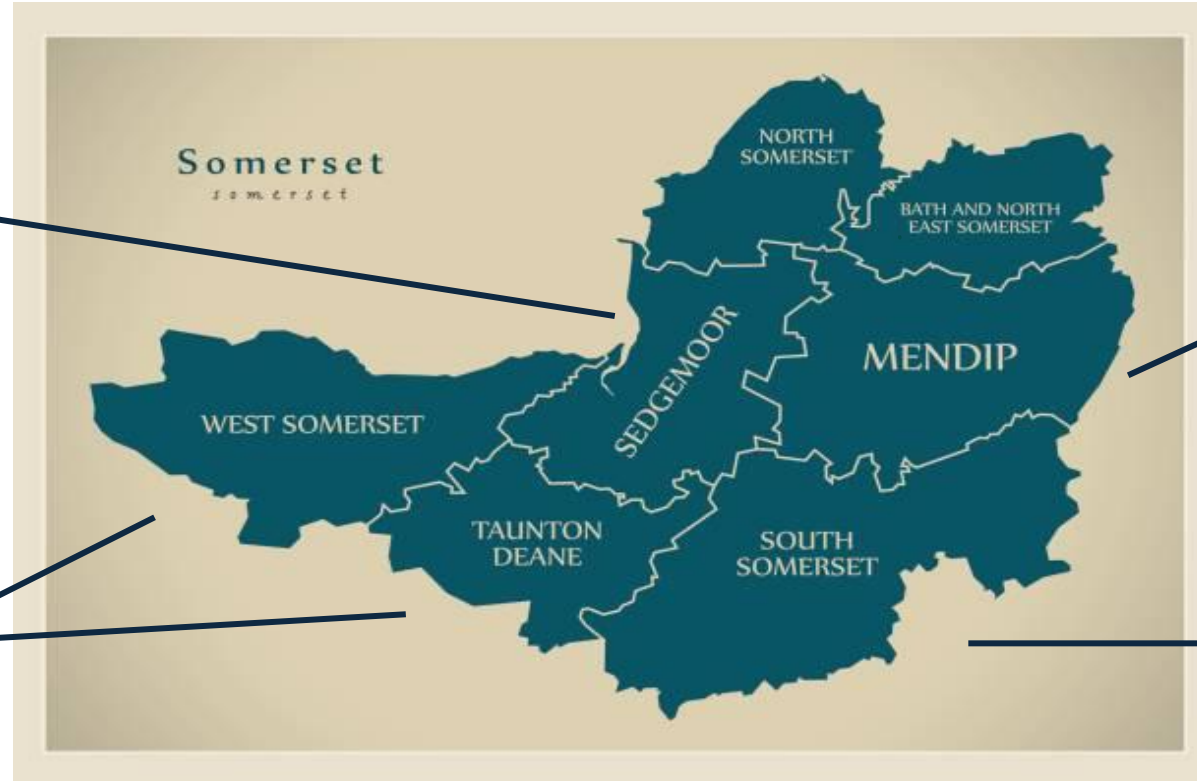 Somerset
somerset
NORTH
SOMERSET
BATH AND NORTH
EAST SOMERSET
SEDGEMOOR
MENDIP
WEST SOMERSET
TAUNTON
DEANE
SOUTH
SOMERSET